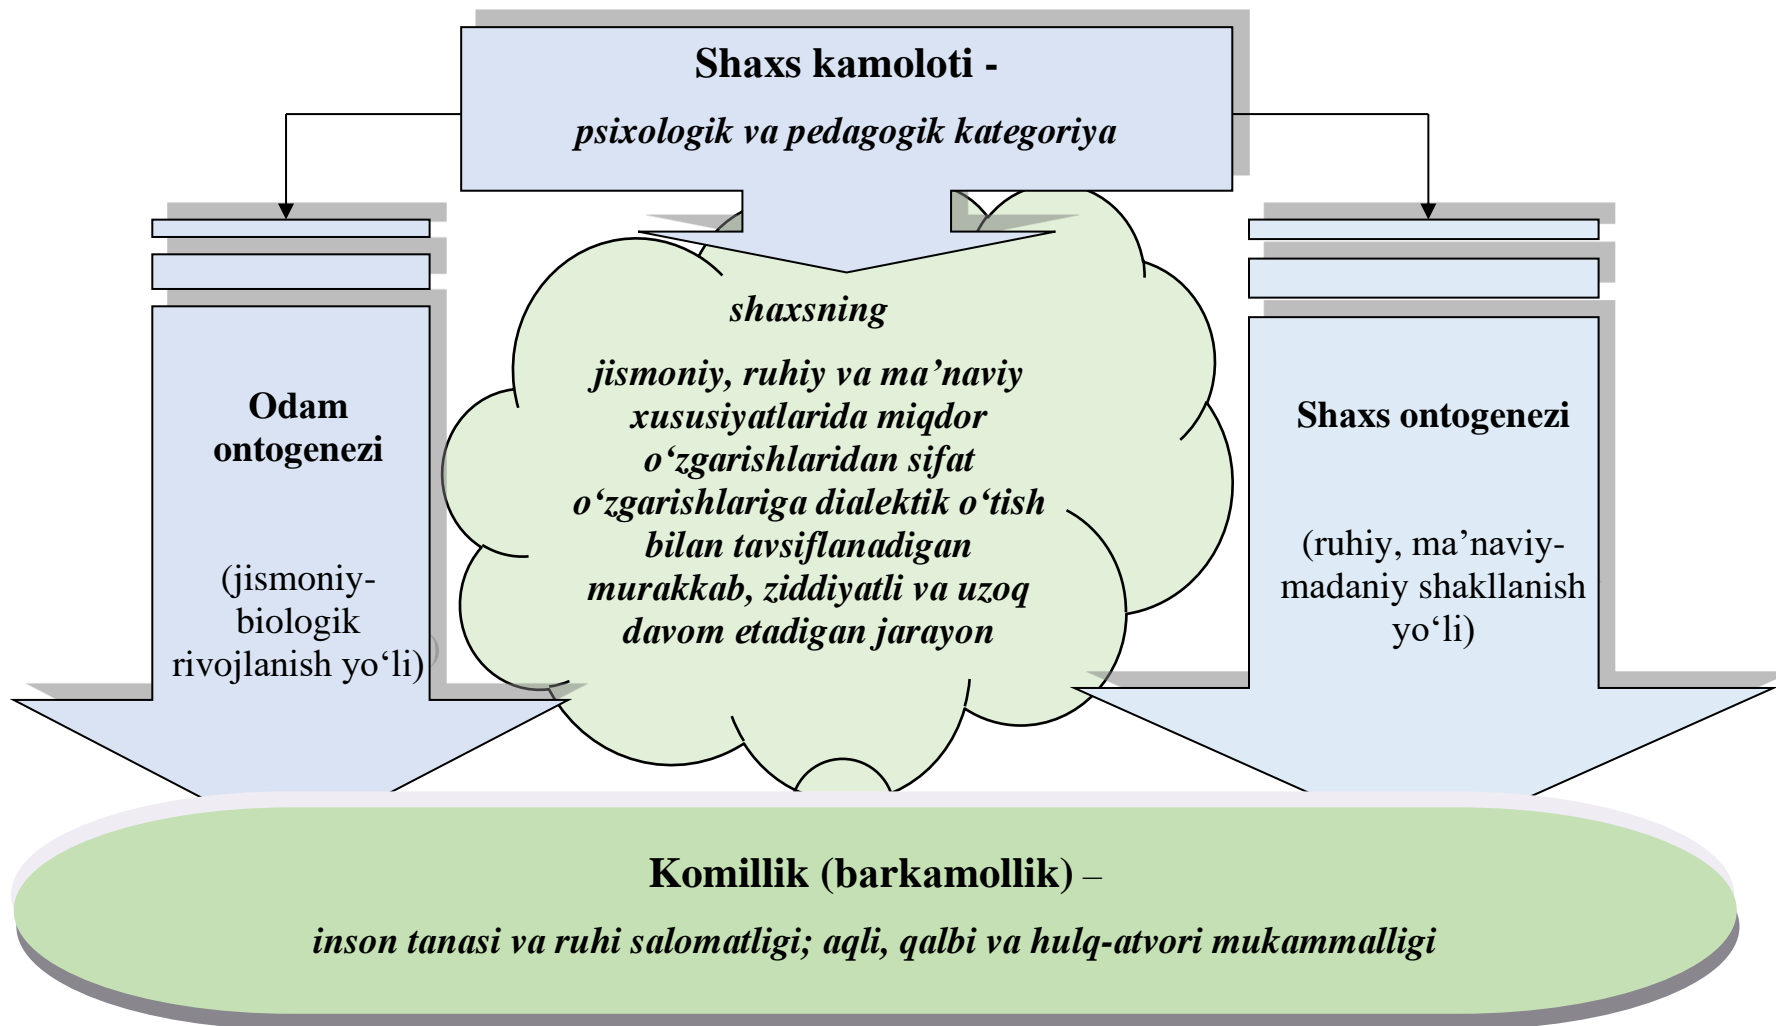 Shaxs kamoloti -
psixologik va pedagogik kategoriya
Odam
ontogenezi
(jismoniy-
biologik
rivojlanish yo‘li)
shaxsning
jismoniy, ruhiy va ma’naviy
xususiyatlarida miqdor
o‘zgarishlaridan sifat
o‘zgarishlariga dialektik o‘tish
bilan tavsiflanadigan
murakkab, ziddiyatli va uzoq
davom etadigan jarayon
Shaxs ontogenezi
(ruhiy, ma’naviy-
madaniy shakllanish
yo‘li)
Komillik (barkamollik) –
inson tanasi va ruhi salomatligi; aqli, qalbi va hulq-atvori mukammalligi